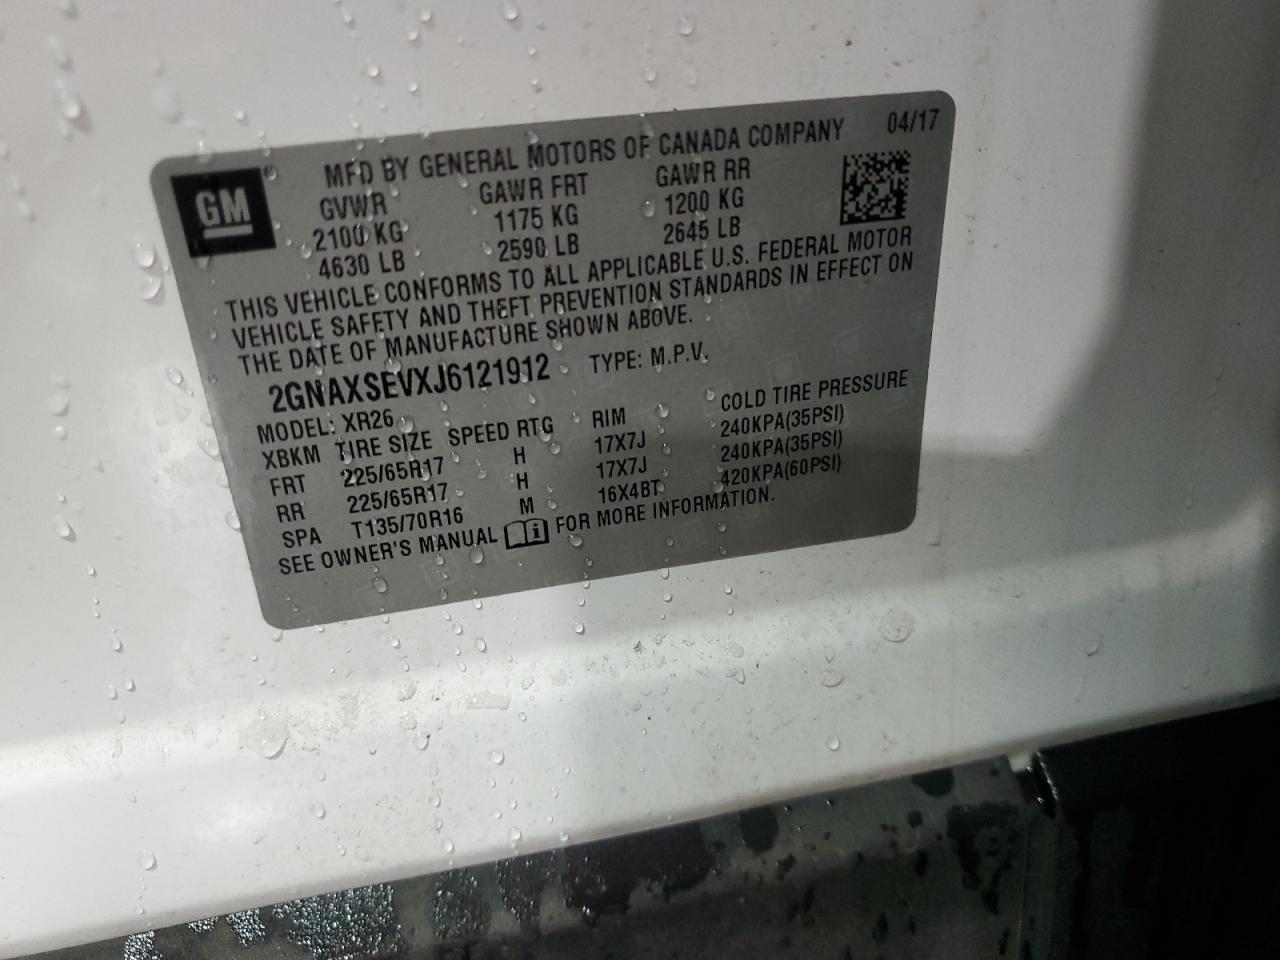 GM
04/17
MFD BY GENERAL MOTORS OF CANADA COMPANY
GVWR GAWR FRT GAWR RR
2100 KG 1175 KG 1200 KG
4630 LB 2590 LB 2645 LB
THIS VEHICLE CONFORMS TO ALL APPLICABLE U.S. FEDERAL MOTOR
VEHICLE SAFETY AND THEFT PREVENTION STANDARDS IN EFFECT ON
THE DATE OF MANUFACTURE SHOWN ABOVE.
2GNAXSEVXJ6121912 TYPE: M.P.V.
MODEL: XR26
XBKM TIRE SIZE SPEED RTG RIM COLD TIRE PRESSURE
FRT 225/65R17 H 17X7J 240KPA(35PSI)
RR 225/65R17 H 17X7J 240KPA(35PSI)
SPA T135/70R16 M 16X4BT 420KPA(60PSI)
SEE OWNER'S MANUAL FOR MORE INFORMATION.